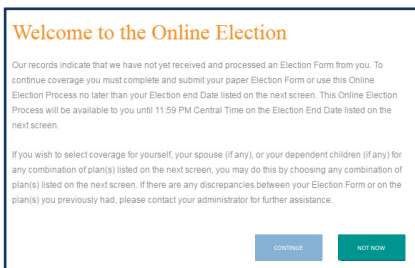 Welcome to the Online Election
Our records indicate that we have not yet received and processed an Election Form from you. To
continue coverage you must complete and submit your paper Election Form or use this Online
Election Process no later than your Election end Date listed on the next screen. This Online Election
Process will be available to you until 11:59 PM Central Time on the Election End Date listed on the
next screen.
If you wish to select coverage for yourself, your spouse (if any), or your dependent children (if any) for
any combination of plan(s) listed on the next screen, you may do this by choosing any combination of
plan(s) listed on the next screen. If there are any discrepancies between your Election Form or on the
plan(s) you previously had, please contact your administrator for further assistance.
CONTINUE
NOT NOW